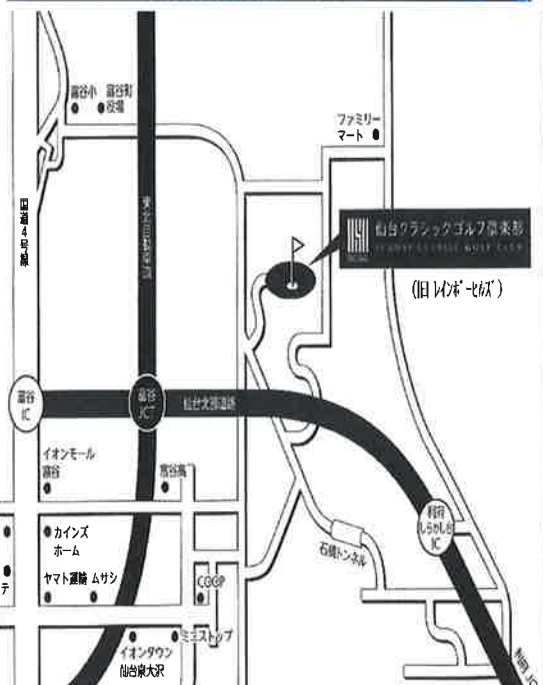 富谷小
富谷町
役場
ファミリー
マート
国道4号線
東北自動車道
仙台クラシックゴルフ倶楽部
SENDAI CLASSIC GOLF CLUB
(旧 レインボーヒルズ)
富谷
IC
富谷
JCT
仙台北部道路
イオンモール
富谷
富谷高
カインズ
ホーム
利府
しらかし台
IC
石積トンネル
テ
ヤマト運輸
ムサシ
COOP
ミニストップ
イオンタウン
仙台泉大沢